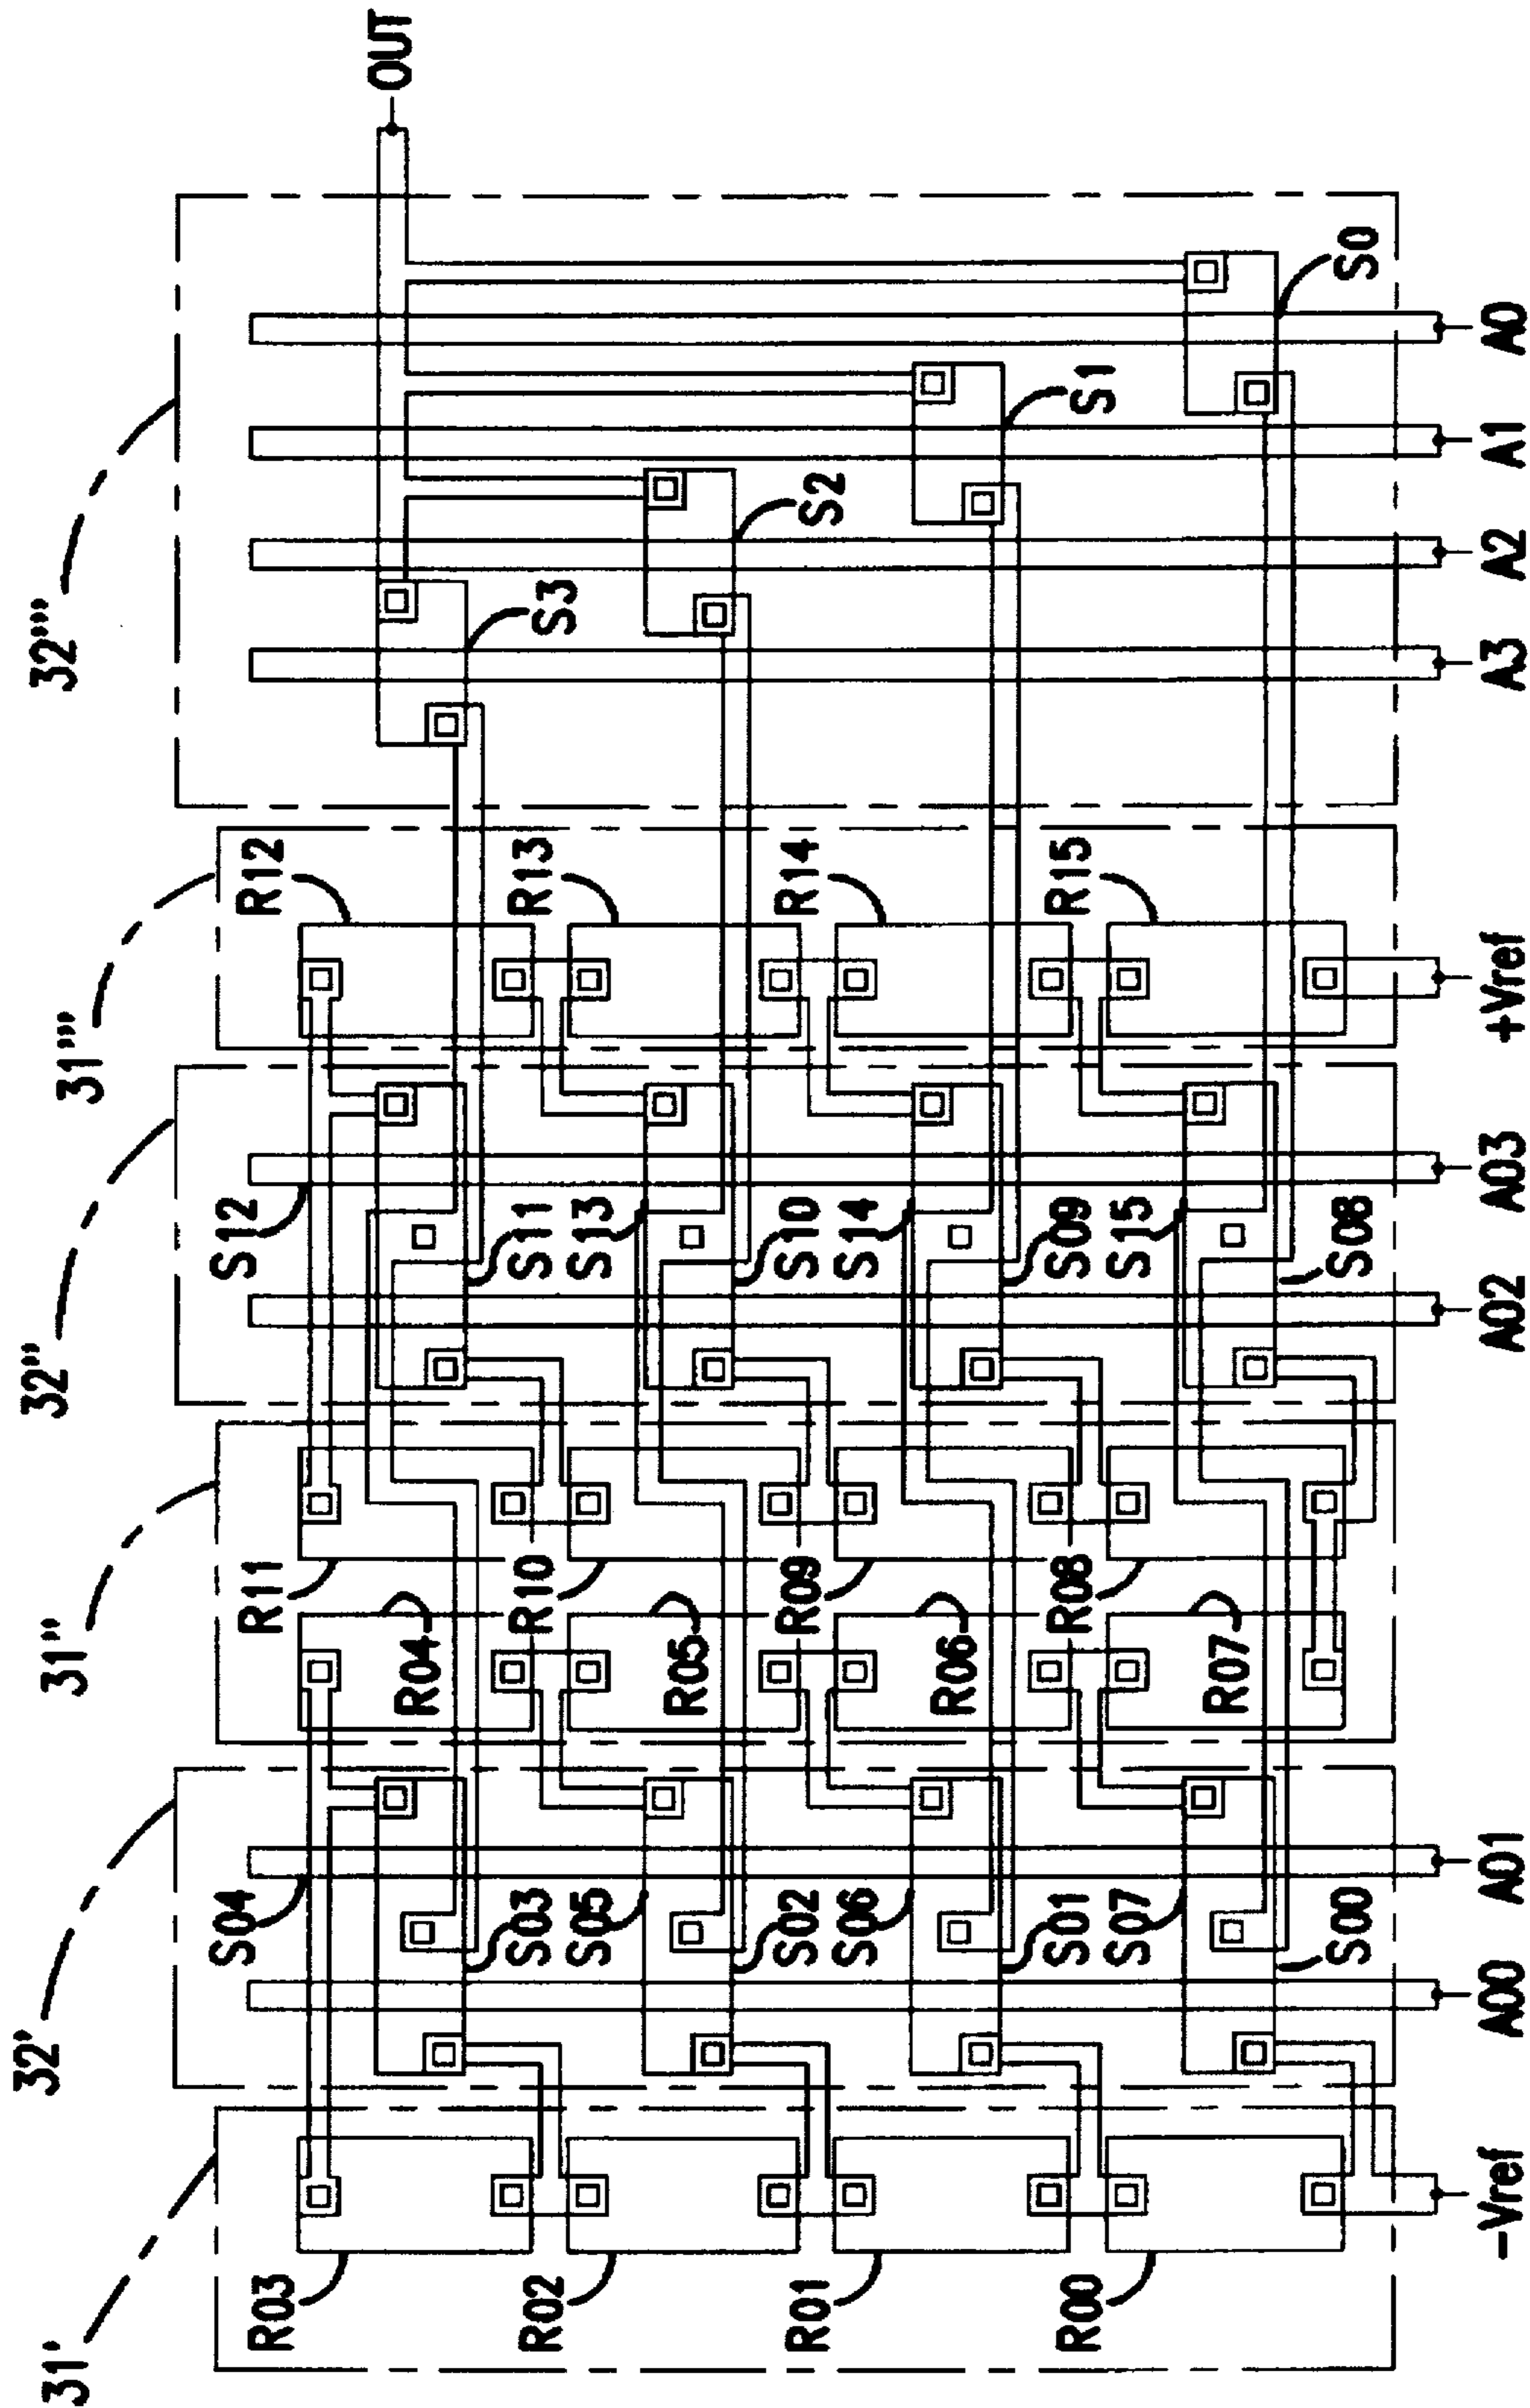 31'
32'
31''
32''
31'''
32'''
OUT
R03
S04
R11
S12
R12
R04
R02
S03
R10
S11
R13
S3
S05
S13
R05
R01
S02
R09
S10
R14
S2
S06
S14
R06
R00
S01
R08
S09
R15
S1
S07
S15
R07
S00
S08
S0
-Vref
A00
A01
A02
A03
+Vref
A3
A2
A1
A0